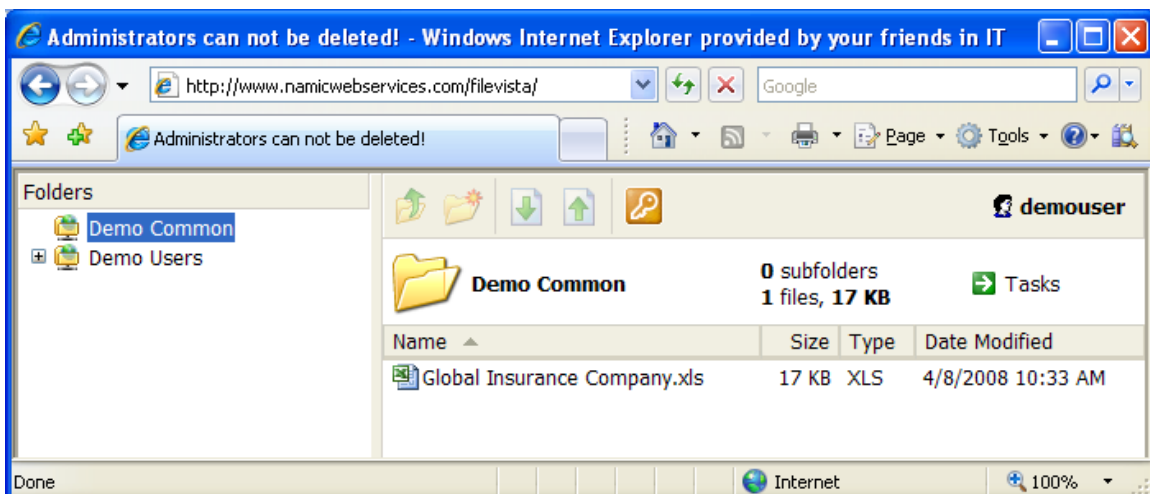 Administrators can not be deleted! - Windows Internet Explorer provided by your friends in IT
http://www.namicwebservices.com/filevista/
Google
Administrators can not be deleted!
Page
Tools
Folders
Demo Common
Demo Users
demouser
Demo Common
0 subfolders
1 files, 17 KB
Tasks
Name Size Type Date Modified
Global Insurance Company.xls 17 KB XLS 4/8/2008 10:33 AM
Done Internet 100%